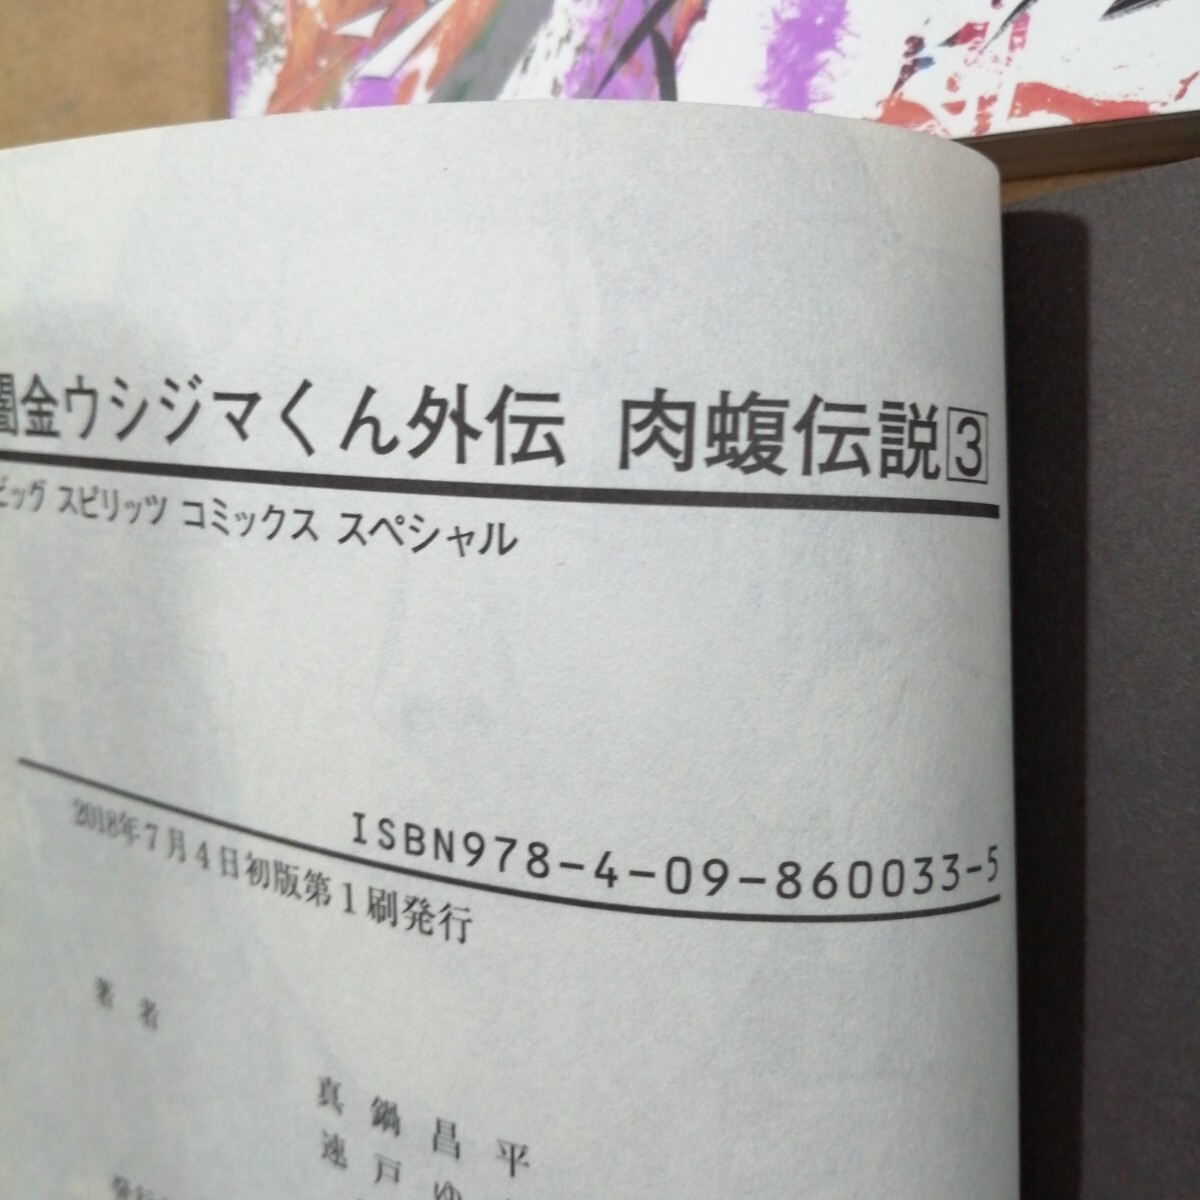 闇金ウシジマくん外伝 肉蝮伝説3
ビッグ スピリッツ コミックス スペシャル
ISBN978-4-09-860033-5
2018年7月4日初版第1刷発行
著 者
真 鍋 昌 平
速 戸 ゆ
発行